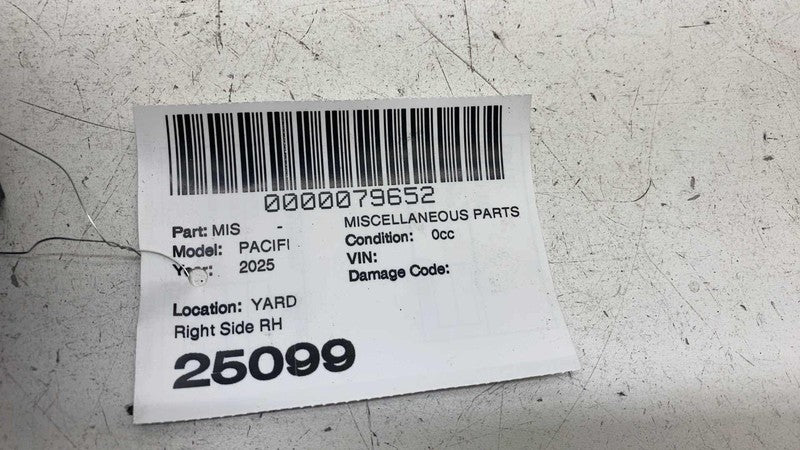 0000079652
Part: MIS - MISCELLANEOUS PARTS
Model: PACIFI Condition: 0cc
2025 VIN:
Damage Code:
Location: YARD
Right Side RH
25099